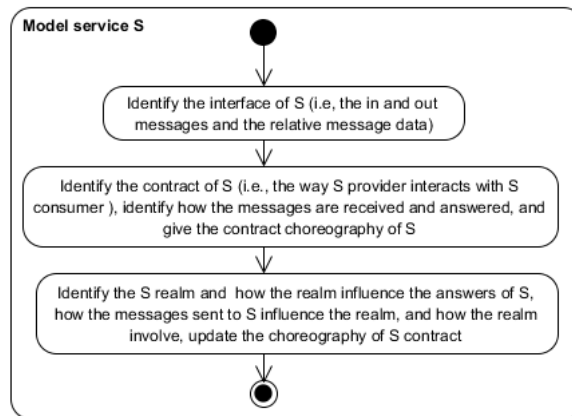 Model service S
Identify the interface of S (i.e, the in and out
messages and the relative message data)
Identify the contract of S (i.e., the way S provider interacts with S
consumer ), identify how the messages are received and answered, and
give the contract choreography of S
Identify the S realm and  how the realm influence the answers of S,
how the messages sent to S influence the realm, and how the realm
involve, update the choreography of S contract